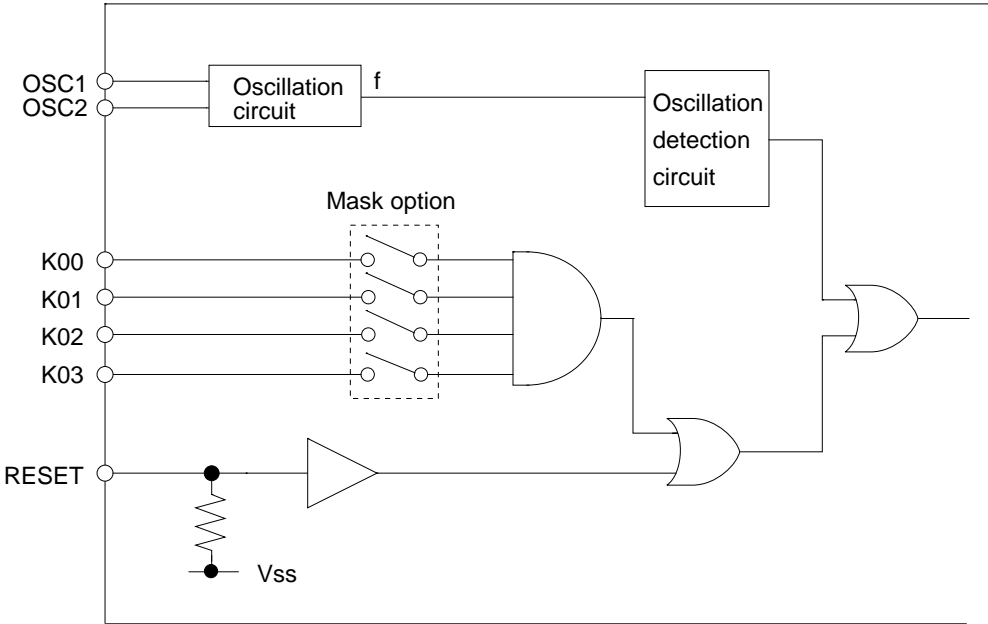 OSC1
OSC2
Oscillation
circuit
f
Oscillation
detection
circuit
Mask option
K00
K01
K02
K03
RESET
Vss